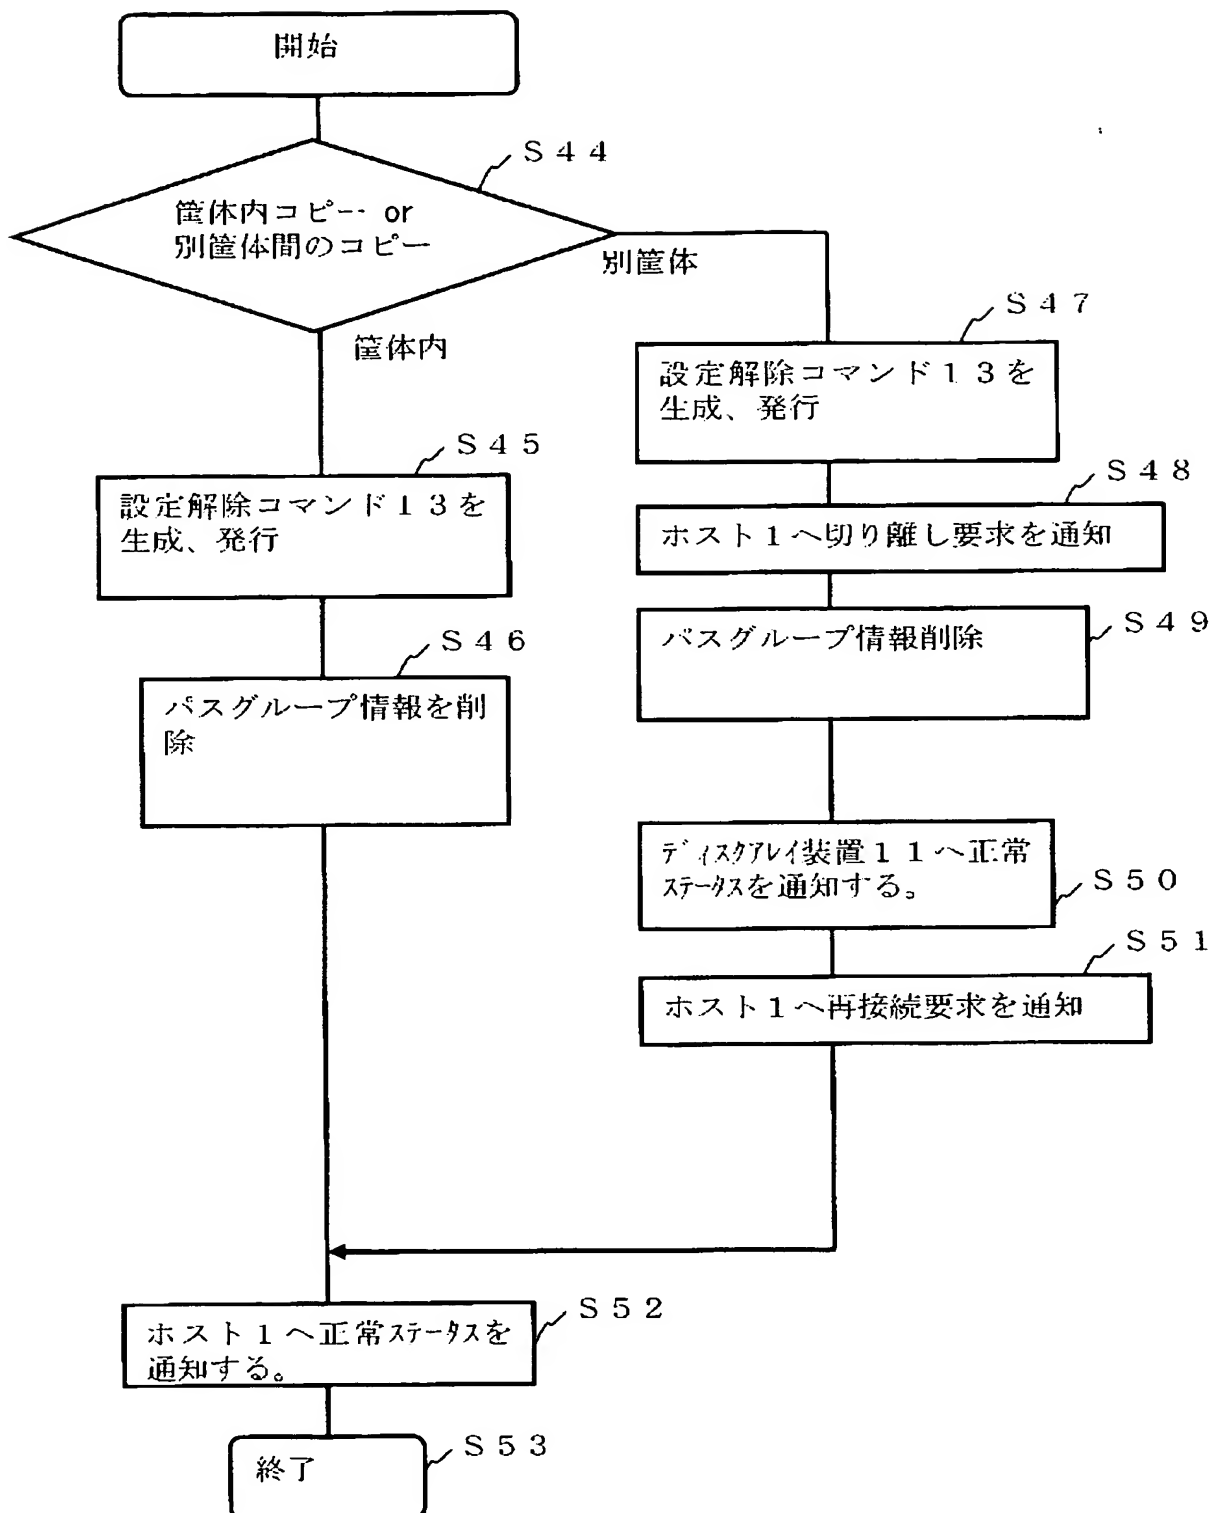 開始
S44
筐体内コピー or
別筐体間のコピー
別筐体
筐体内
S45
設定解除コマンド13を
生成、発行
S46
パスグループ情報を削
除
S47
設定解除コマンド13を
生成、発行
S48
ホスト1へ切り離し要求を通知
S49
パスグループ情報削除
ディスクアレイ装置11へ正常
ステータスを通知する。
S50
S51
ホスト1へ再接続要求を通知
S52
ホスト1へ正常ステータスを
通知する。
S53
終了